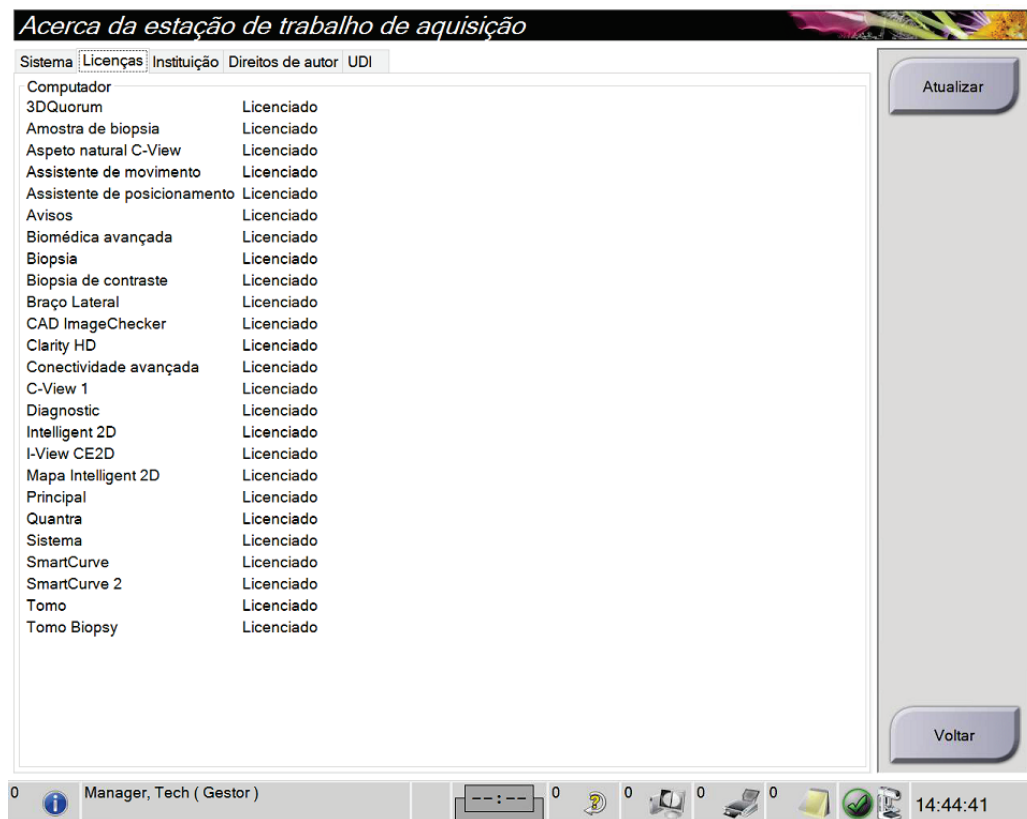 Acerca da estação de trabalho de aquisição
Sistema Licenças Instituição Direitos de autor UDI
Computador
3DQuorum Licenciado
Amostra de biopsia Licenciado
Aspeto natural C-View Licenciado
Assistente de movimento Licenciado
Assistente de posicionamento Licenciado
Avisos Licenciado
Biomédica avançada Licenciado
Biopsia Licenciado
Biopsia de contraste Licenciado
Braço Lateral Licenciado
CAD ImageChecker Licenciado
Clarity HD Licenciado
Conectividade avançada Licenciado
C-View 1 Licenciado
Diagnostic Licenciado
Intelligent 2D Licenciado
I-View CE2D Licenciado
Mapa Intelligent 2D Licenciado
Principal Licenciado
Quantra Licenciado
Sistema Licenciado
SmartCurve Licenciado
SmartCurve 2 Licenciado
Tomo Licenciado
Tomo Biopsy Licenciado
Atualizar
Voltar
0 Manager, Tech ( Gestor ) --:-- 0 0 0 0 14:44:41